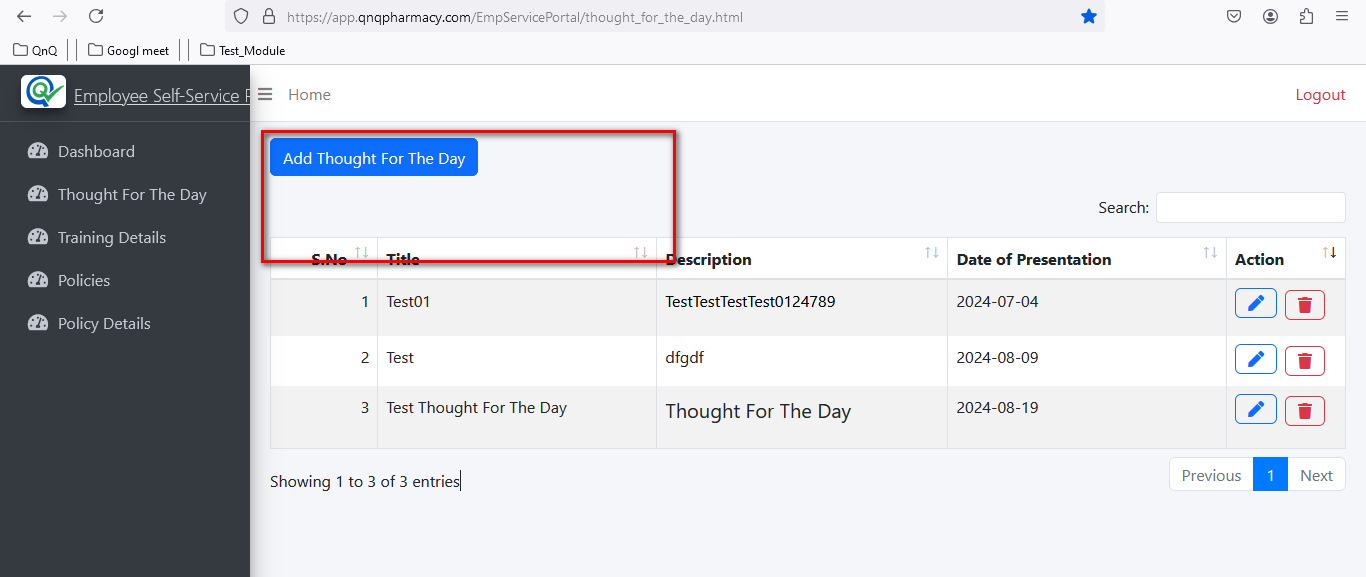 https://app.qnqpharmacy.com/EmpServicePortal/thought_for_the_day.html
QnQ Googl meet Test_Module
Employee Self-Service P
Home Logout
Dashboard
Thought For The Day
Training Details
Policies
Policy Details
Add Thought For The Day
Search:
S.No Title Description Date of Presentation Action
1 Test01 TestTestTestTest0124789 2024-07-04
2 Test dfgdf 2024-08-09
3 Test Thought For The Day Thought For The Day 2024-08-19
Showing 1 to 3 of 3 entries
Previous 1 Next